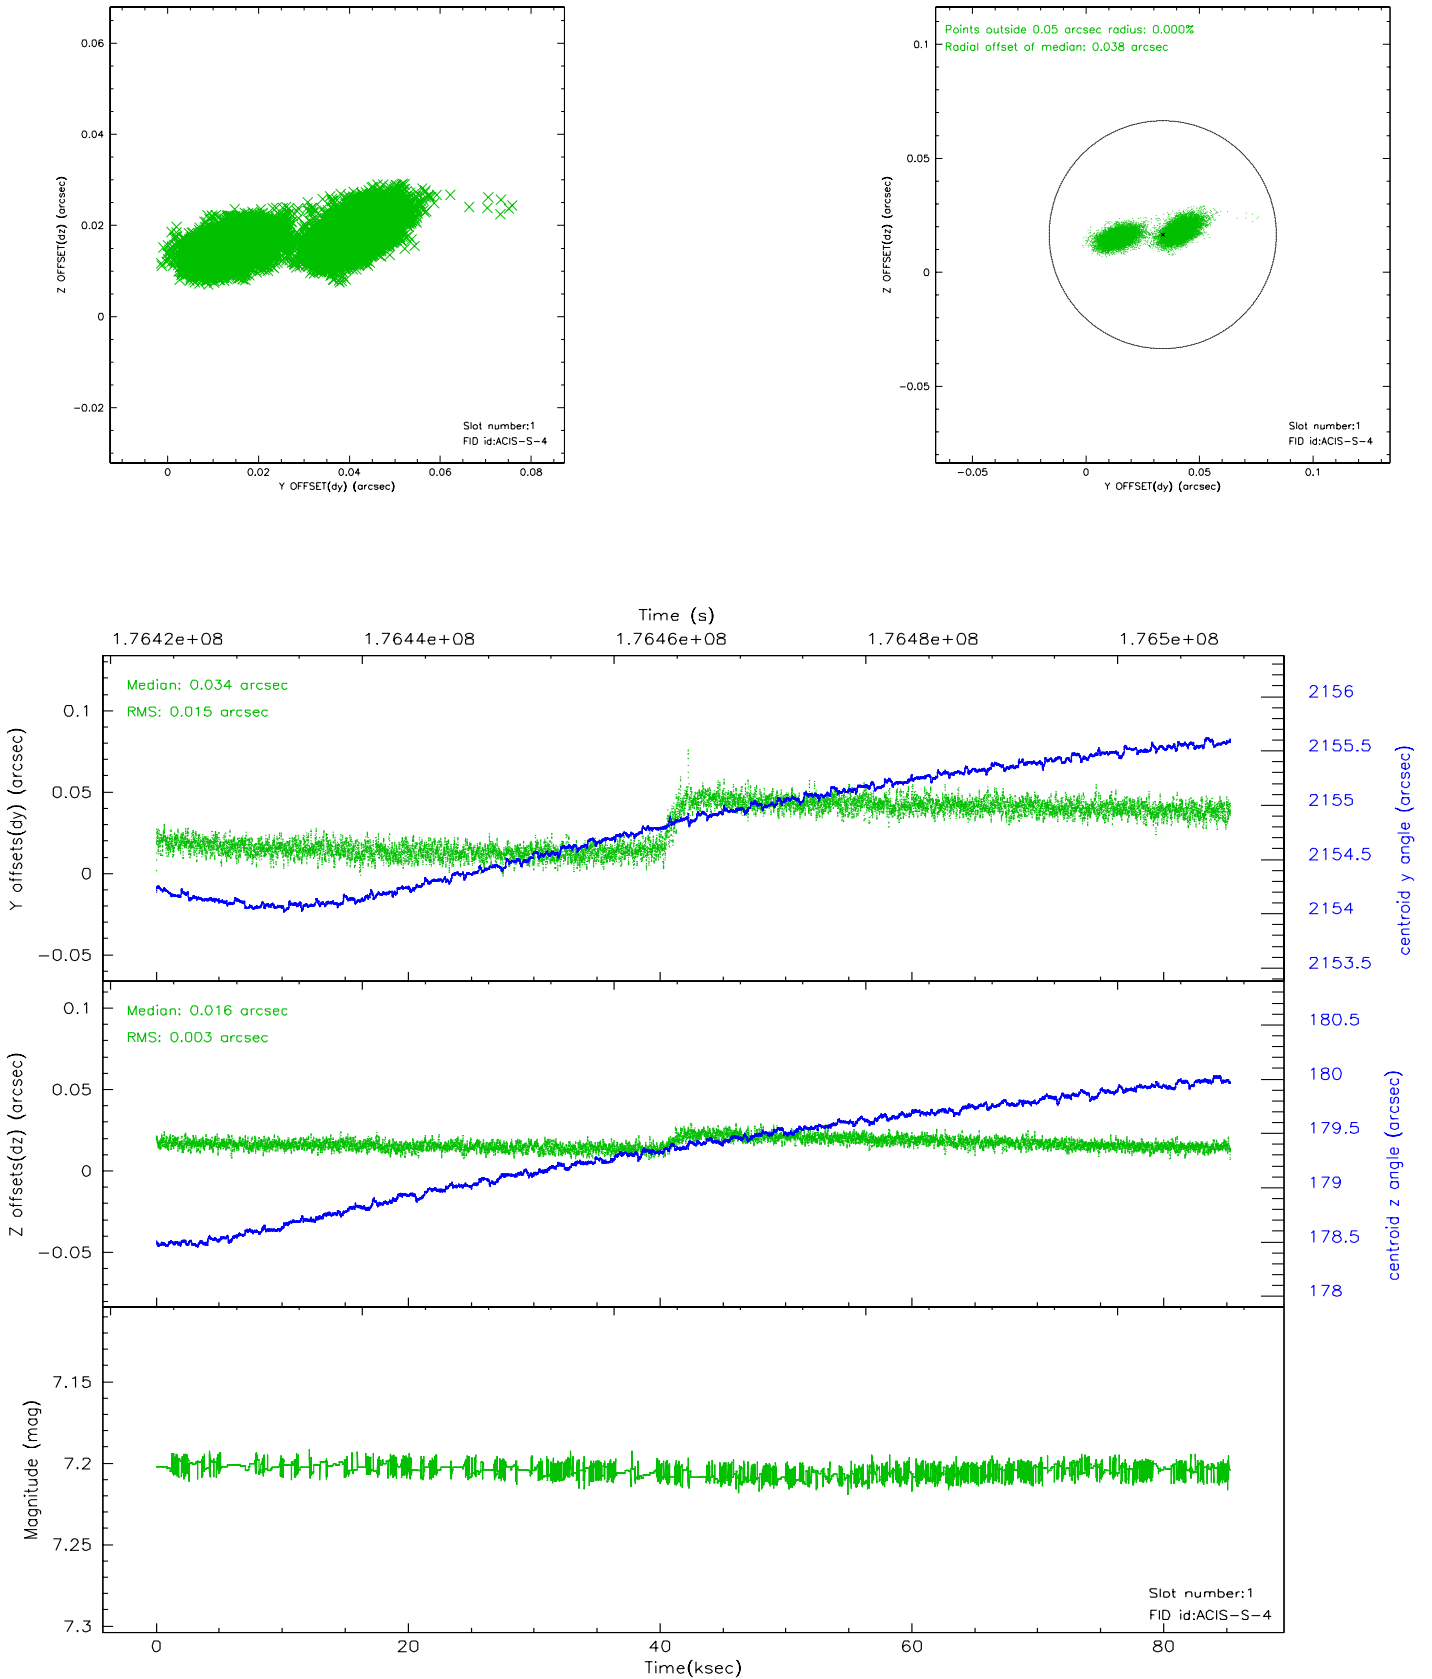 0.06
0.04
0.02
0
−0.02
Z OFFSET(dz) (arcsec)
Slot number:1
FID id:ACIS−S−4
0 0.02 0.04 0.06 0.08
Y OFFSET(dy) (arcsec)
Points outside 0.05 arcsec radius: 0.000%
Radial offset of median: 0.038 arcsec
0.1
0.05
0
−0.05
Z OFFSET(dz) (arcsec)
Slot number:1
FID id:ACIS−S−4
−0.05 0 0.05 0.1
Y OFFSET(dy) (arcsec)
Time (s)
1.7642e+08 1.7644e+08 1.7646e+08 1.7648e+08 1.765e+08
Median: 0.034 arcsec
RMS: 0.015 arcsec
0.1
0.05
0
−0.05
Y offsets(dy) (arcsec)
2156
2155.5
2155
2154.5
2154
2153.5
centroid y angle (arcsec)
Median: 0.016 arcsec
RMS: 0.003 arcsec
0.1
0.05
0
−0.05
Z offsets(dz) (arcsec)
180.5
180
179.5
179
178.5
178
centroid z angle (arcsec)
7.15
7.2
7.25
7.3
Magnitude (mag)
Slot number:1
FID id:ACIS−S−4
0 20 40 60 80
Time(ksec)